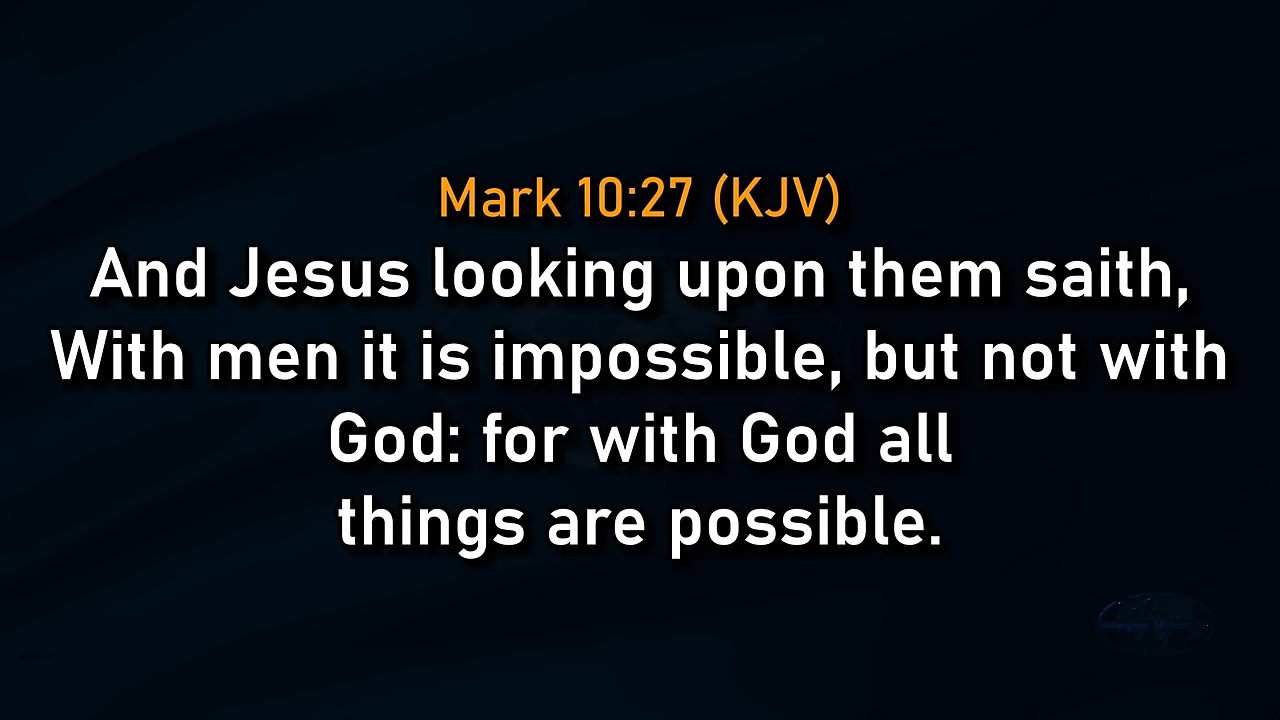 Mark 10:27 (KJV)
And Jesus looking upon them saith,
With men it is impossible, but not with
God: for with God all
things are possible.